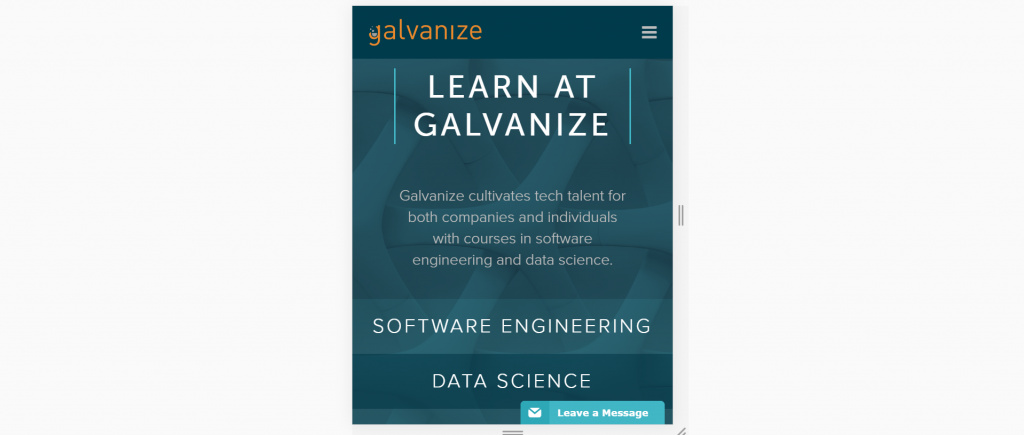 galvanize
LEARN AT
GALVANIZE
Galvanize cultivates tech talent for
both companies and individuals
with courses in software
engineering and data science.
SOFTWARE ENGINEERING
DATA SCIENCE
Leave a Message